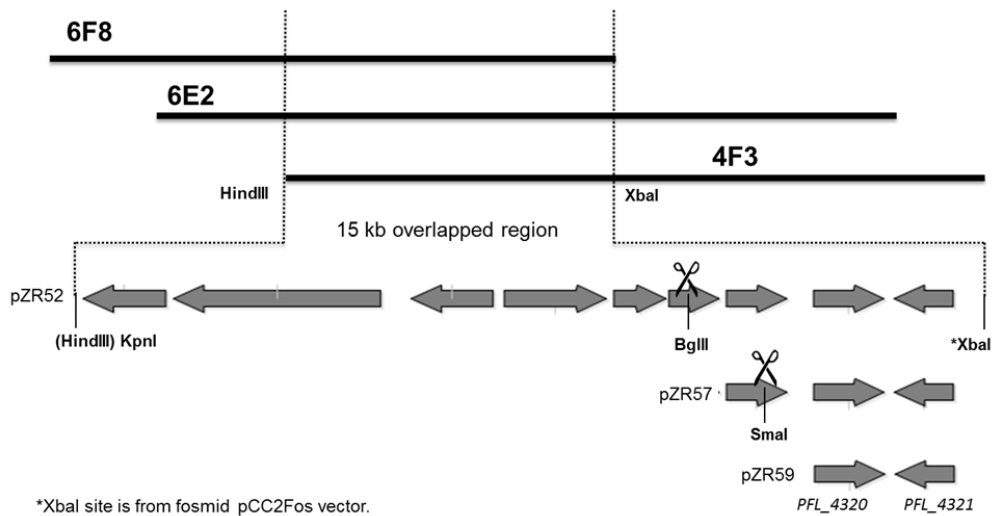 6F8
6E2
4F3
HindIII
XbaI
15 kb overlapped region
pZR52
(HindIII) KpnI
BglII
*XbaI
pZR57
SmaI
pZR59
*XbaI site is from fosmid pCC2Fos vector.
PFL_4320
PFL_4321